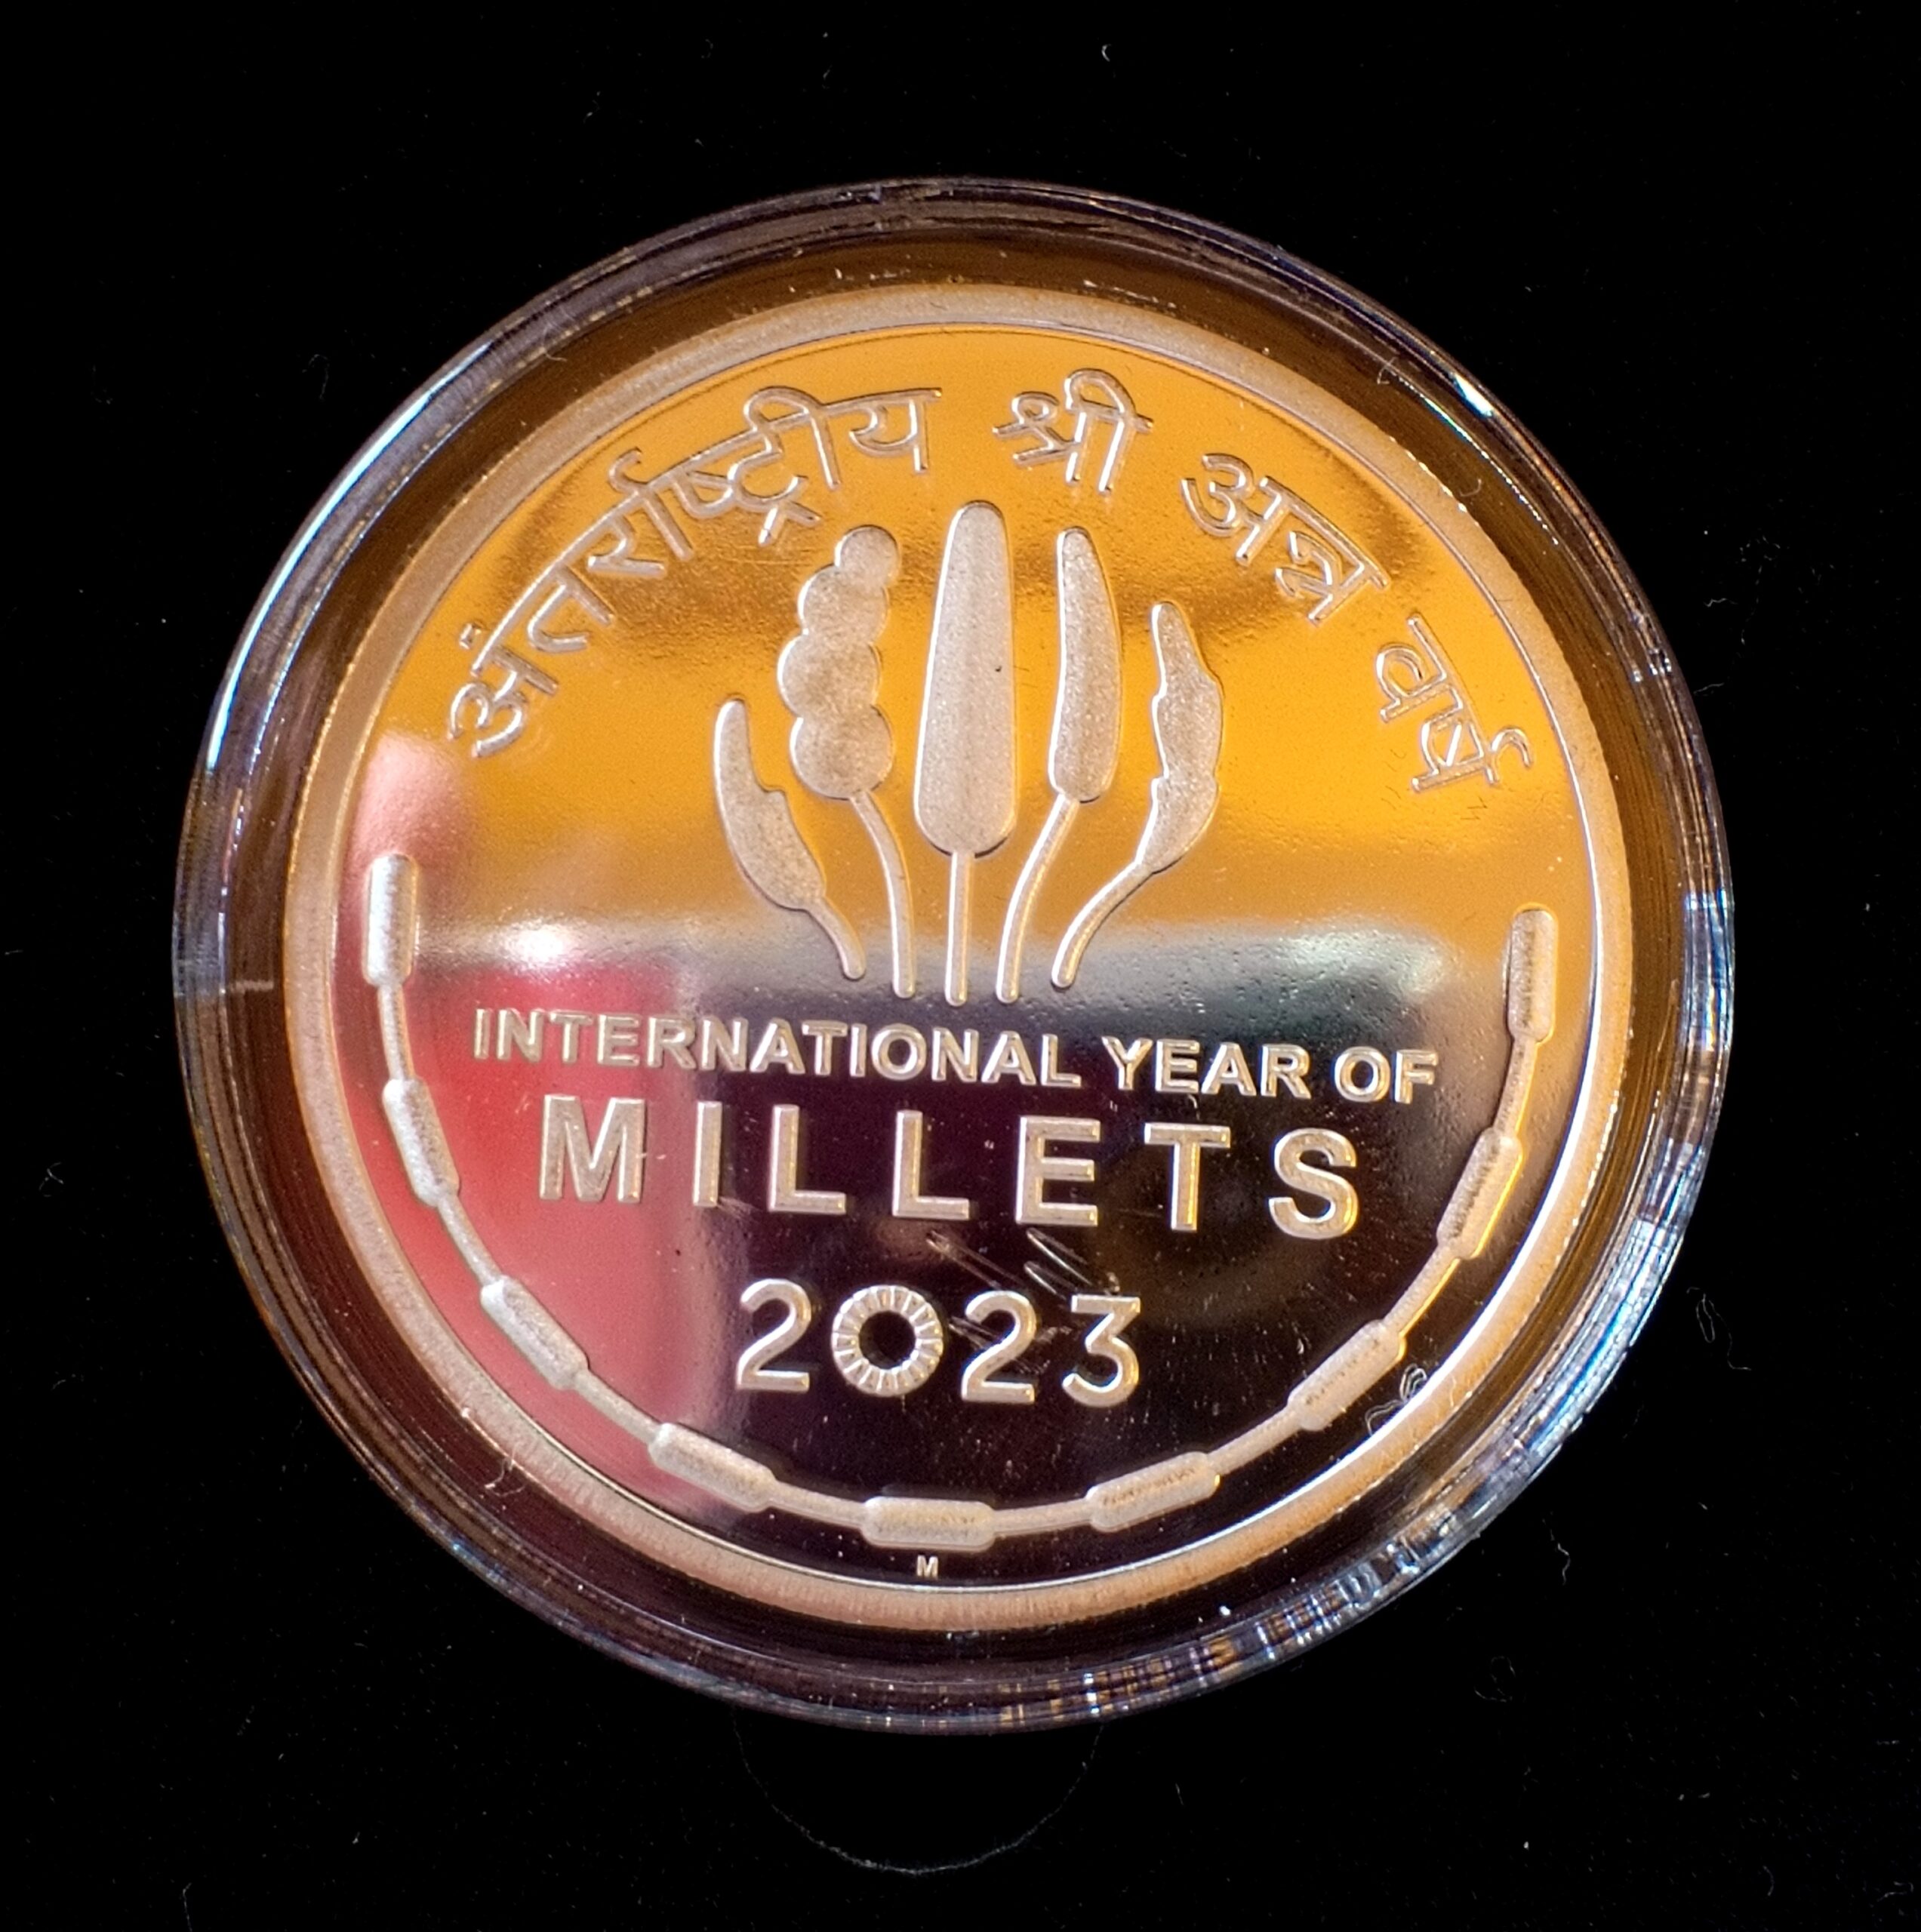 अंतर्राष्ट्रीय श्री अन्न वर्ष
INTERNATIONAL YEAR OF
MILLETS
2023
M